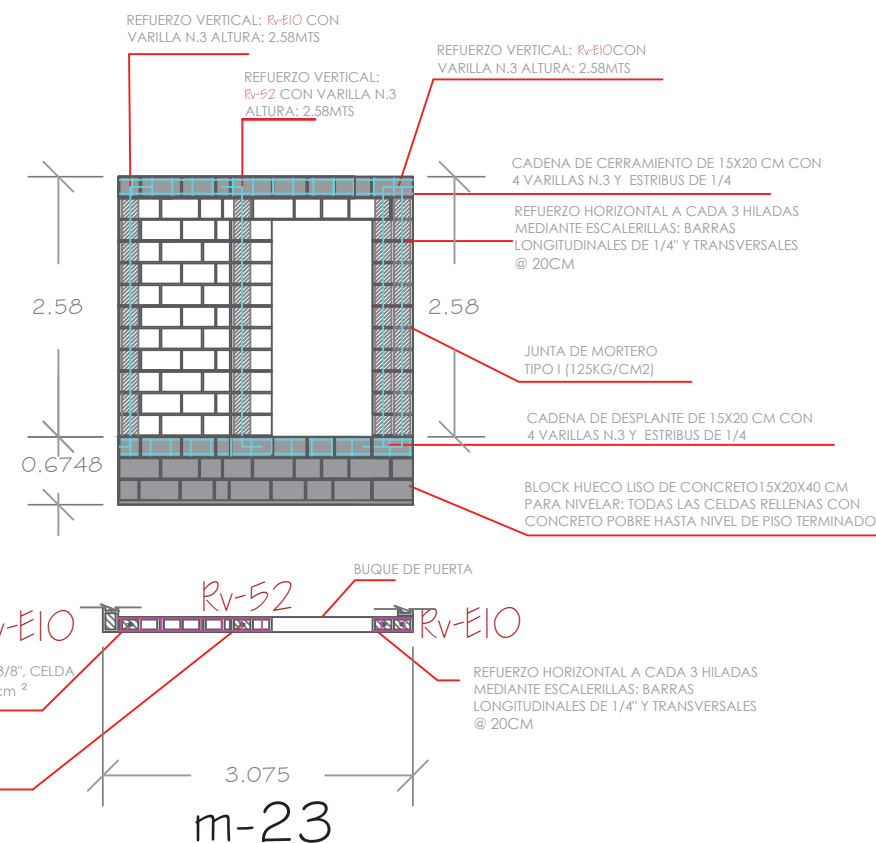 REFUERZO VERTICAL: Rv-E10 CON
VARILLA N.3 ALTURA: 2.58MTS
REFUERZO VERTICAL:
Rv-52 CON VARILLA N.3
ALTURA: 2.58MTS
REFUERZO VERTICAL: Rv-E10CON
VARILLA N.3 ALTURA: 2.58MTS
CADENA DE CERRAMIENTO DE 15X20 CM CON
4 VARILLAS N.3 Y ESTRIBUS DE 1/4
REFUERZO HORIZONTAL A CADA 3 HILADAS
MEDIANTE ESCALERILLAS: BARRAS
LONGITUDINALES DE 1/4" Y TRANSVERSALES
@ 20CM
2.58
2.58
JUNTA DE MORTERO
TIPO I (125KG/CM2)
CADENA DE DESPLANTE DE 15X20 CM CON
4 VARILLAS N.3 Y ESTRIBUS DE 1/4
0.6748
BLOCK HUECO LISO DE CONCRETO15X20X40 CM
PARA NIVELAR: TODAS LAS CELDAS RELLENAS CON
CONCRETO POBRE HASTA NIVEL DE PISO TERMINADO
BUQUE DE PUERTA
v-E10
Rv-52
Rv-E10
3/8", CELDA
cm ²
REFUERZO HORIZONTAL A CADA 3 HILADAS
MEDIANTE ESCALERILLAS: BARRAS
LONGITUDINALES DE 1/4" Y TRANSVERSALES
@ 20CM
3.075
m-23